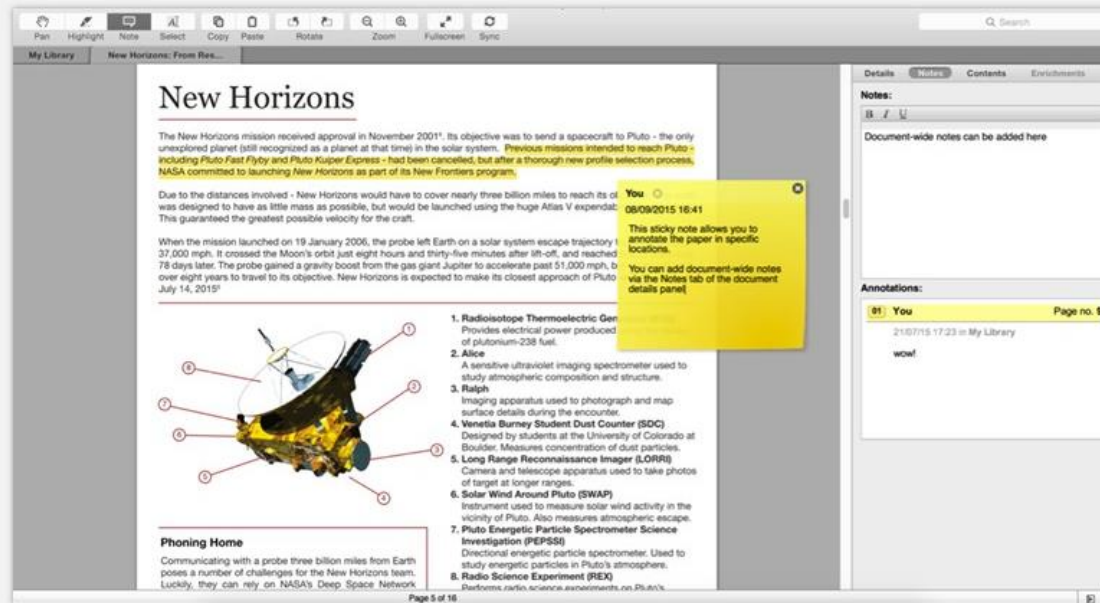 Pan Highlight Note Select Copy Paste Rotate Zoom Fullscreen Sync
Search
My Library New Horizons: From Res...
New Horizons
The New Horizons mission received approval in November 2001⁴. Its objective was to send a spacecraft to Pluto - the only
unexplored planet (still recognized as a planet at that time) in the solar system. Previous missions intended to reach Pluto -
including Pluto Fast Flyby and Pluto Kuiper Express - had been cancelled, but after a thorough new profile selection process,
NASA committed to launching New Horizons as part of its New Frontiers program.
Due to the distances involved - New Horizons would have to cover nearly three billion miles to reach its
was designed to have as little mass as possible, but would be launched using the huge Atlas V
This guaranteed the greatest possible velocity for the craft.
When the mission launched on 19 January 2006, the probe left Earth on a solar system escape trajectory
37,000 mph. It crossed the Moon's orbit just eight hours and thirty-five minutes after lift-off, and reached
78 days later. The probe gained a gravity boost from the gas giant Jupiter to accelerate past 51,000 mph,
over eight years to travel to its objective. New Horizons is expected to make its closest approach of Pluto
July 14, 2015⁵
You
08/09/2015 16:41
This sticky note allows you to
annotate the paper in specific
locations.
You can add document-wide notes
via the Notes tab of the document
details panel
1
2
3
4
5
6
7
8
1. Radioisotope Thermoelectric
Provides electrical power produced
of plutonium-238 fuel.
2. Alice
A sensitive ultraviolet imaging spectrometer used to
study atmospheric composition and structure.
3. Ralph
Imaging apparatus used to photograph and map
surface details during the encounter.
4. Venetia Burney Student Dust Counter (SDC)
Designed by students at the University of Colorado at
Boulder. Measures concentration of dust particles.
5. Long Range Reconnaissance Imager (LORRI)
Camera and telescope apparatus used to take photos
of target at longer ranges.
6. Solar Wind Around Pluto (SWAP)
Instrument used to measure solar wind activity in the
vicinity of Pluto. Also measures atmospheric escape.
7. Pluto Energetic Particle Spectrometer Science
Investigation (PEPSSI)
Directional energetic particle spectrometer. Used to
study energetic particles in Pluto's atmosphere.
8. Radio Science Experiment (REX)
Performs radio science experiments on Pluto's
Phoning Home
Communicating with a probe three billion miles from Earth
poses a number of challenges for the New Horizons team.
Luckily, they can rely on NASA's Deep Space Network
Page 5 of 16
Details Notes Contents Enrichments
Notes:
B I U
Document-wide notes can be added here
Annotations:
01 You Page no.
21/07/15 17:23 in My Library
wow!